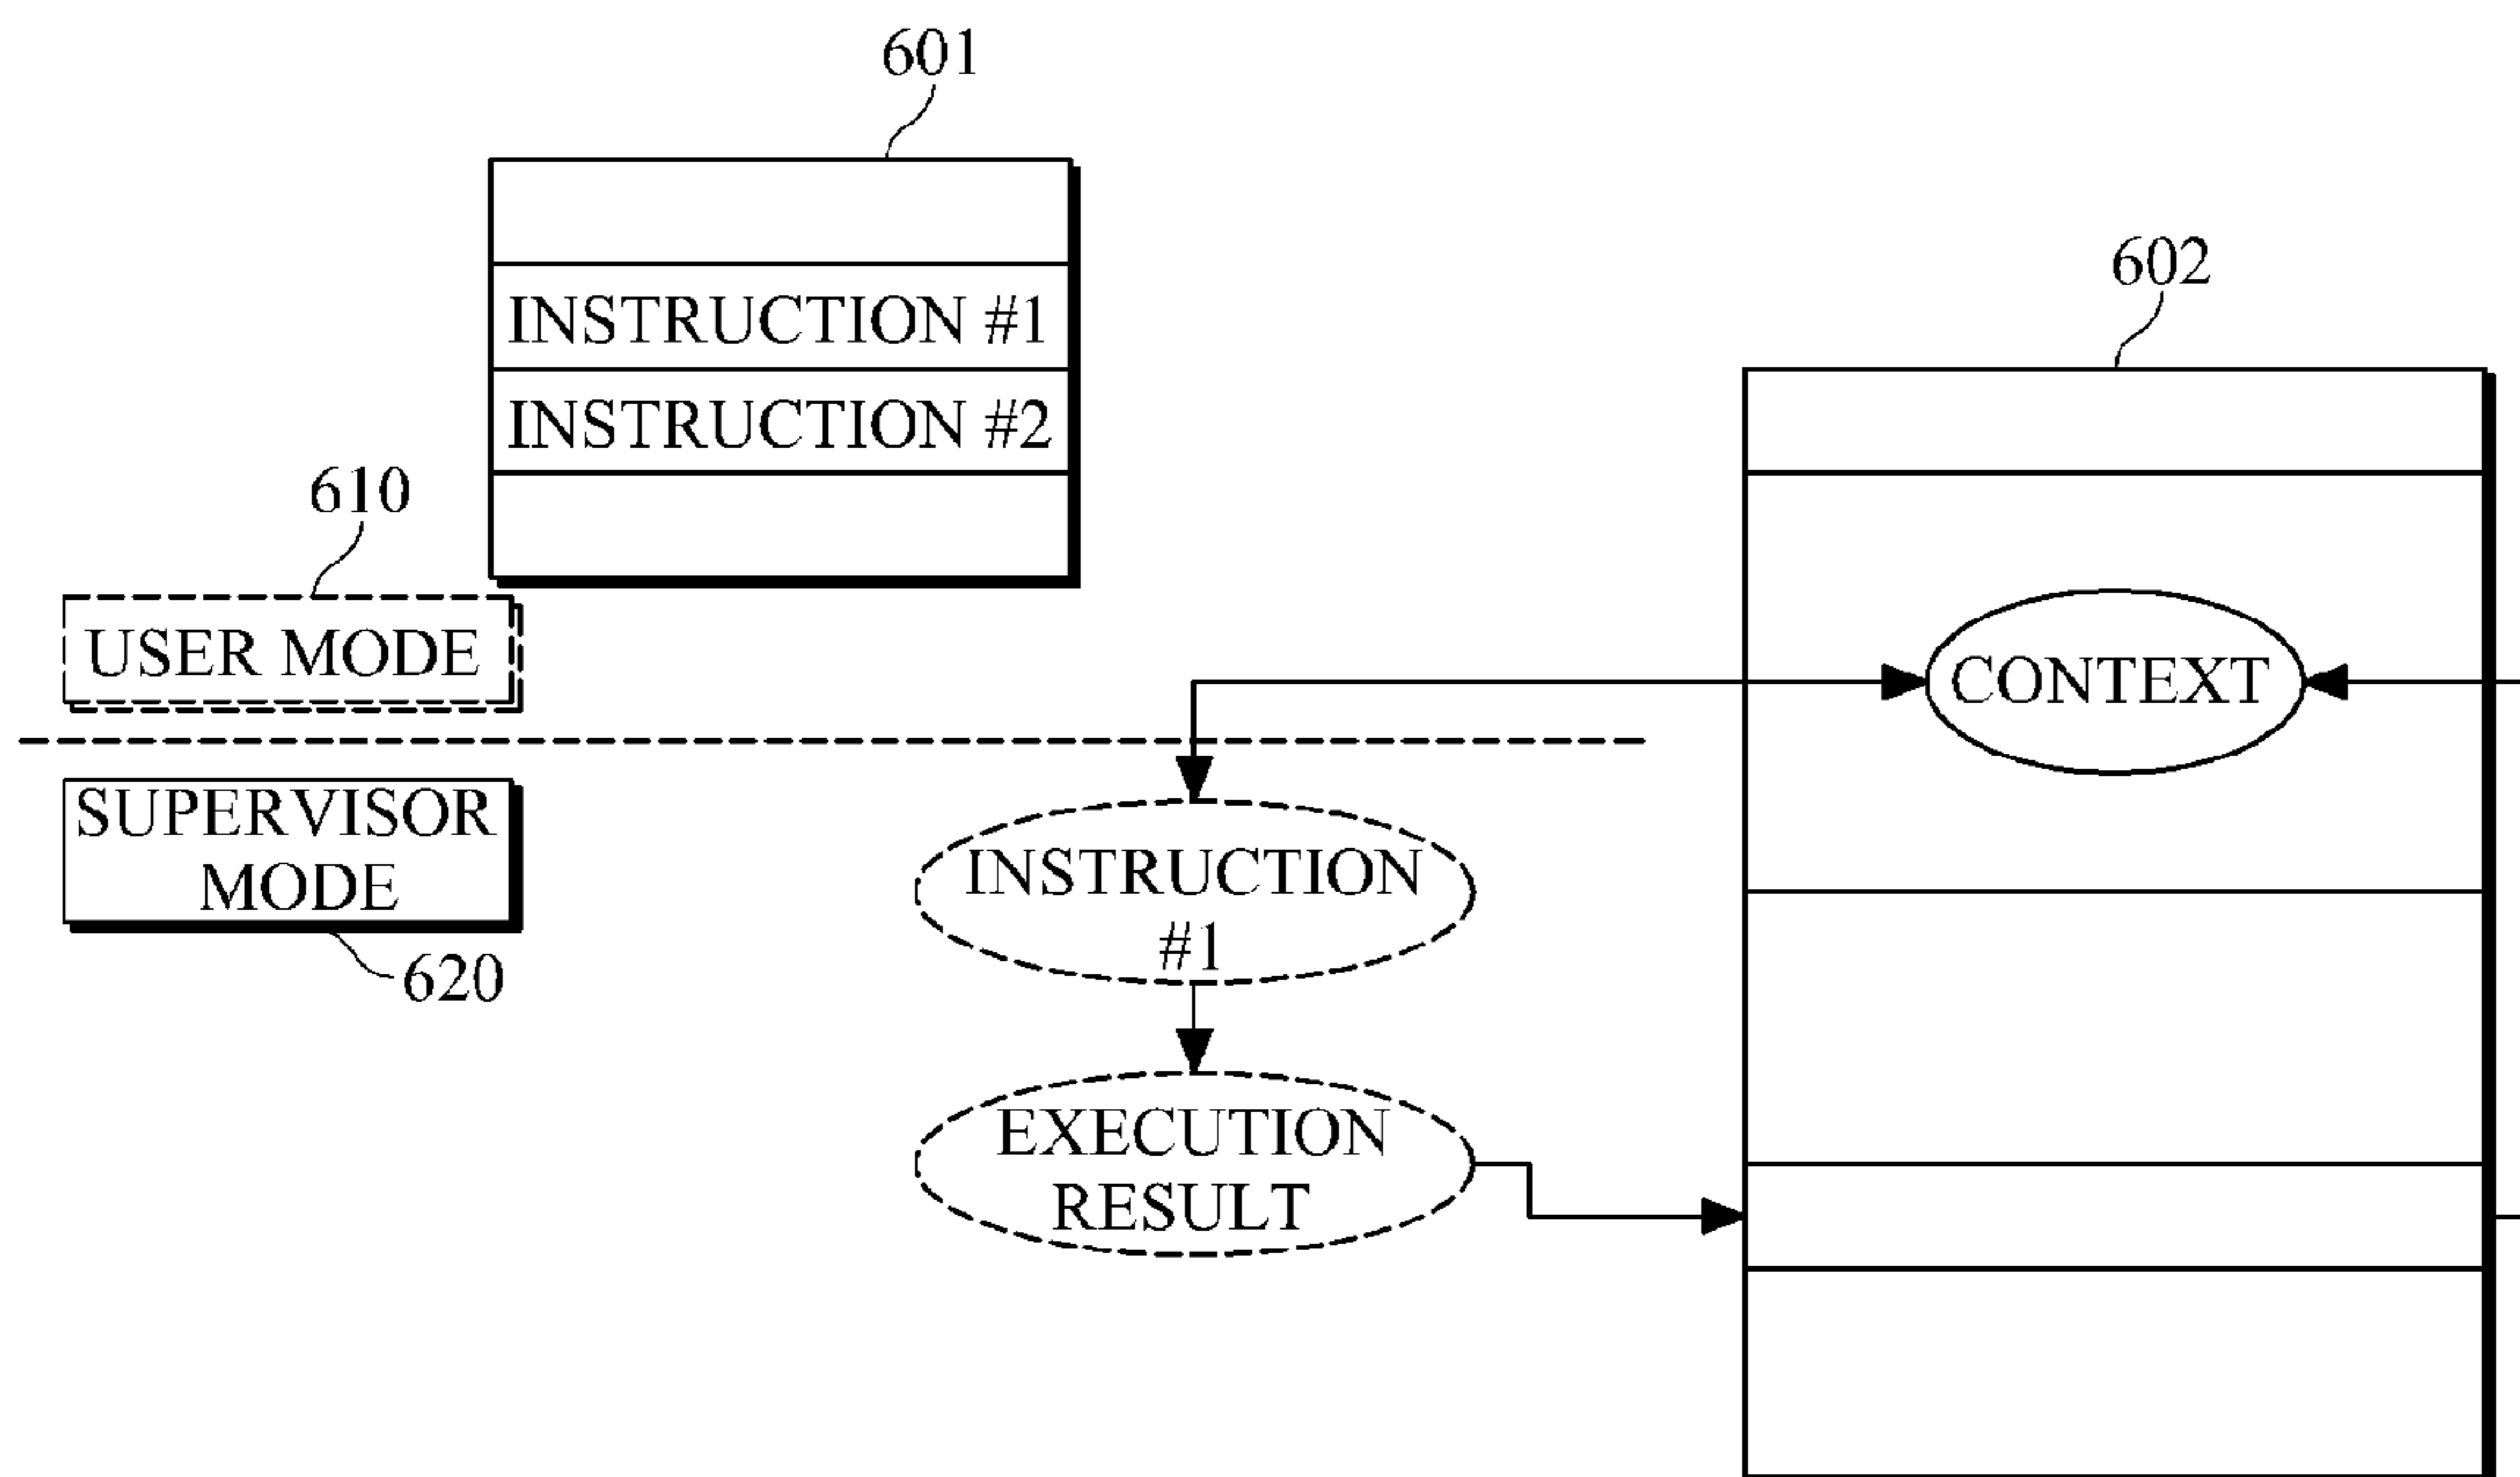 601
INSTRUCTION #1
INSTRUCTION #2
602
610
USER MODE
CONTEXT
SUPERVISOR
MODE
620
INSTRUCTION
#1
EXECUTION
RESULT